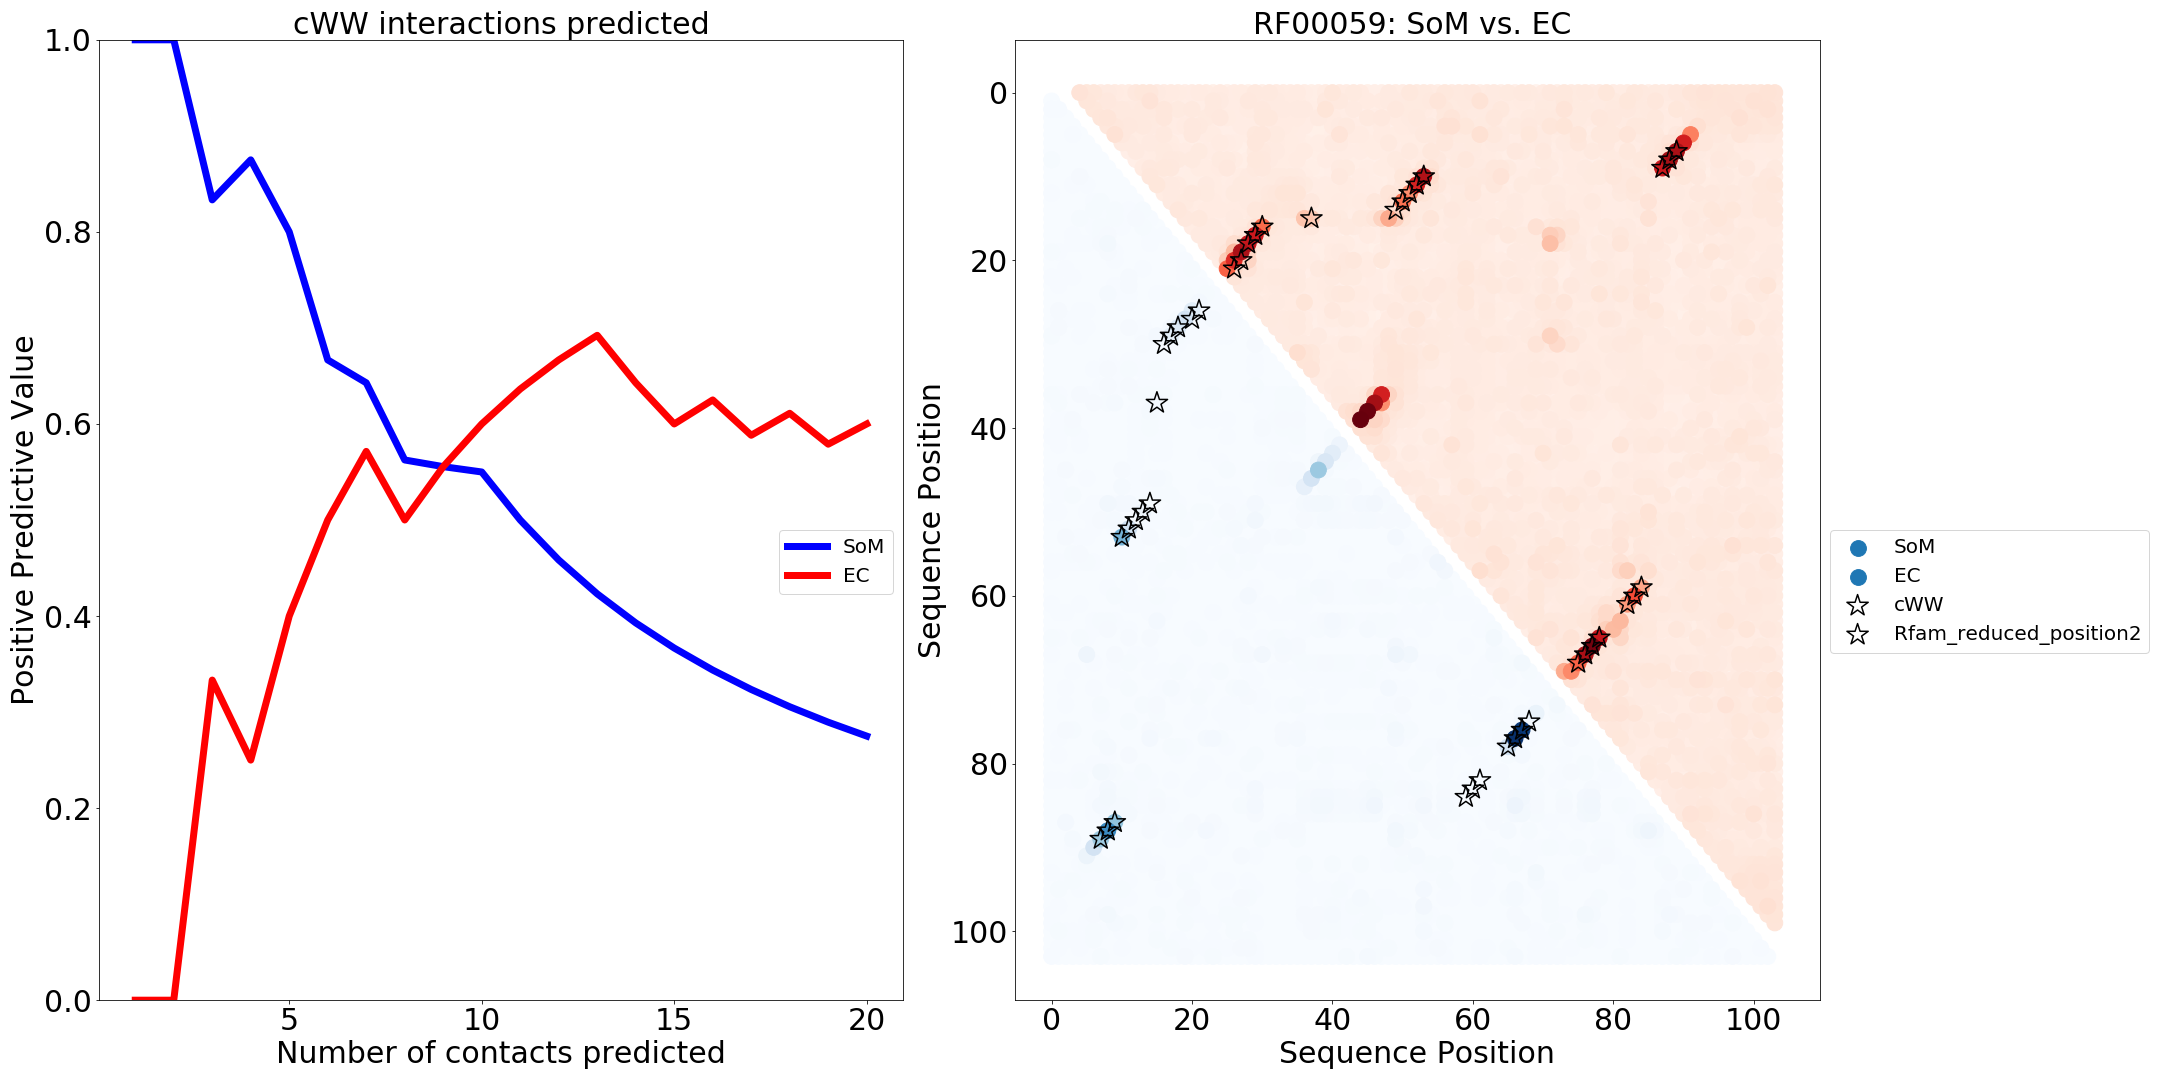 cWW interactions predicted
Positive Predictive Value
1.0
0.8
0.6
0.4
0.2
0.0
5
10
15
20
Number of contacts predicted
SoM
EC
RF00059: SoM vs. EC
Sequence Position
0
20
40
60
80
100
0
20
40
60
80
100
Sequence Position
SoM
EC
cWW
Rfam_reduced_position2